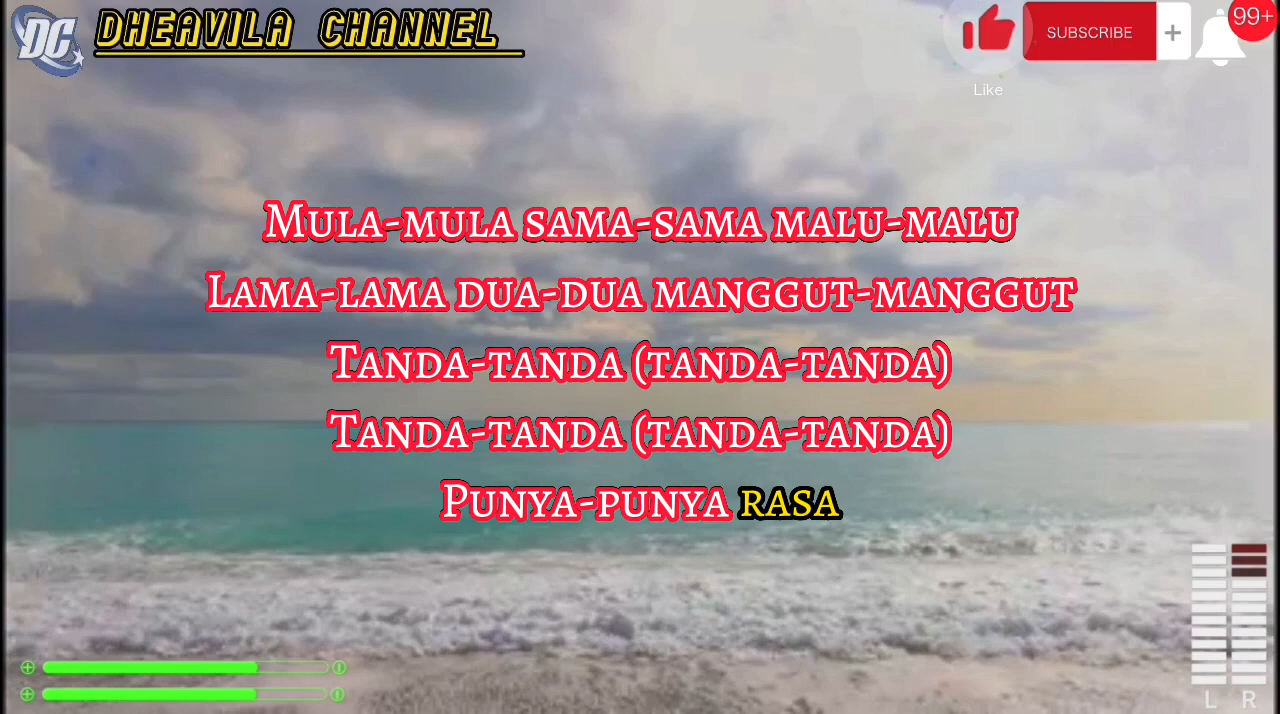 DC DHEAVILA CHANNEL
SUBSCRIBE +
99+
Like
Mula-mula sama-sama malu-malu
Lama-lama dua-dua manggut-manggut
Tanda-tanda (tanda-tanda)
Tanda-tanda (tanda-tanda)
Punya-punya rasa
L R